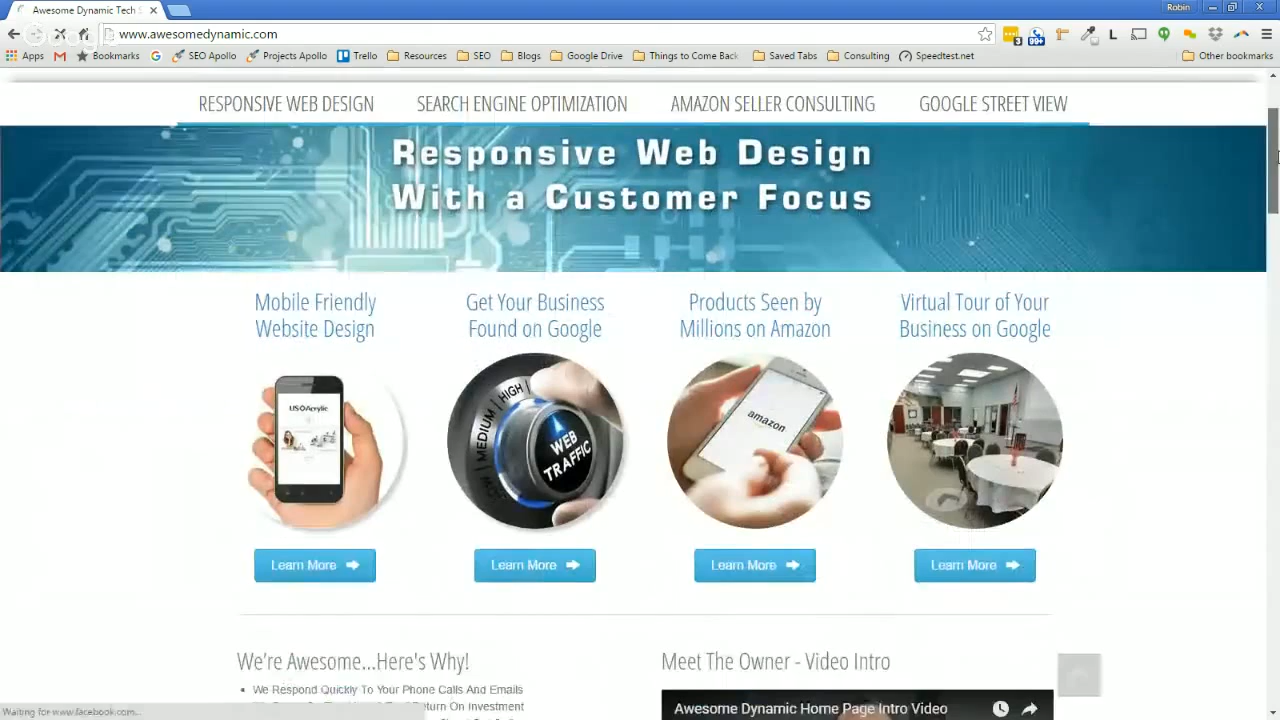 Awesome Dynamic Tech S
Robin
www.awesomedynamic.com
3
99+
L
Apps
Bookmarks
SEO Apollo
Projects Apollo
Trello
Resources
SEO
Blogs
Google Drive
Things to Come Back
Saved Tabs
Consulting
Speedtest.net
Other bookmarks
RESPONSIVE WEB DESIGN
SEARCH ENGINE OPTIMIZATION
AMAZON SELLER CONSULTING
GOOGLE STREET VIEW
Responsive Web Design
With a Customer Focus
Mobile Friendly
Website Design
Get Your Business
Found on Google
Products Seen by
Millions on Amazon
Virtual Tour of Your
Business on Google
US Acrylic
LOW | MEDIUM | HIGH |
WEB
TRAFFIC
amazon
Learn More
Learn More
Learn More
Learn More
We're Awesome...Here's Why!
Meet The Owner - Video Intro
We Respond Quickly To Your Phone Calls And Emails
Return On Investment
Awesome Dynamic Home Page Intro Video
Waiting for www.facebook.com...